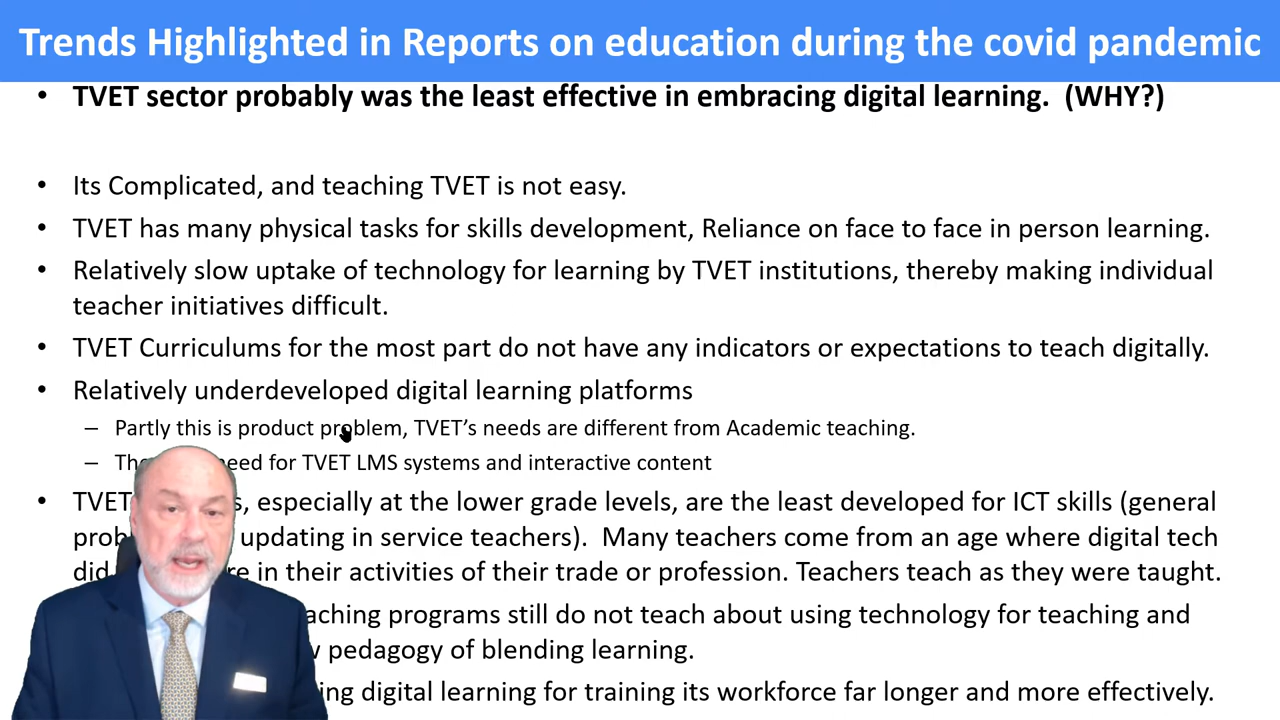 Trends Highlighted in Reports on education during the covid pandemic
• TVET sector probably was the least effective in embracing digital learning. (WHY?)
• Its Complicated, and teaching TVET is not easy.
• TVET has many physical tasks for skills development, Reliance on face to face in person learning.
• Relatively slow uptake of technology for learning by TVET institutions, thereby making individual
teacher initiatives difficult.
• TVET Curriculums for the most part do not have any indicators or expectations to teach digitally.
• Relatively underdeveloped digital learning platforms
– Partly this is product problem, TVET's needs are different from Academic teaching.
– need for TVET LMS systems and interactive content
• TVET especially at the lower grade levels, are the least developed for ICT skills (general
updating in service teachers). Many teachers come from an age where digital tech
in their activities of their trade or profession. Teachers teach as they were taught.
programs still do not teach about using technology for teaching and
pedagogy of blending learning.
digital learning for training its workforce far longer and more effectively.